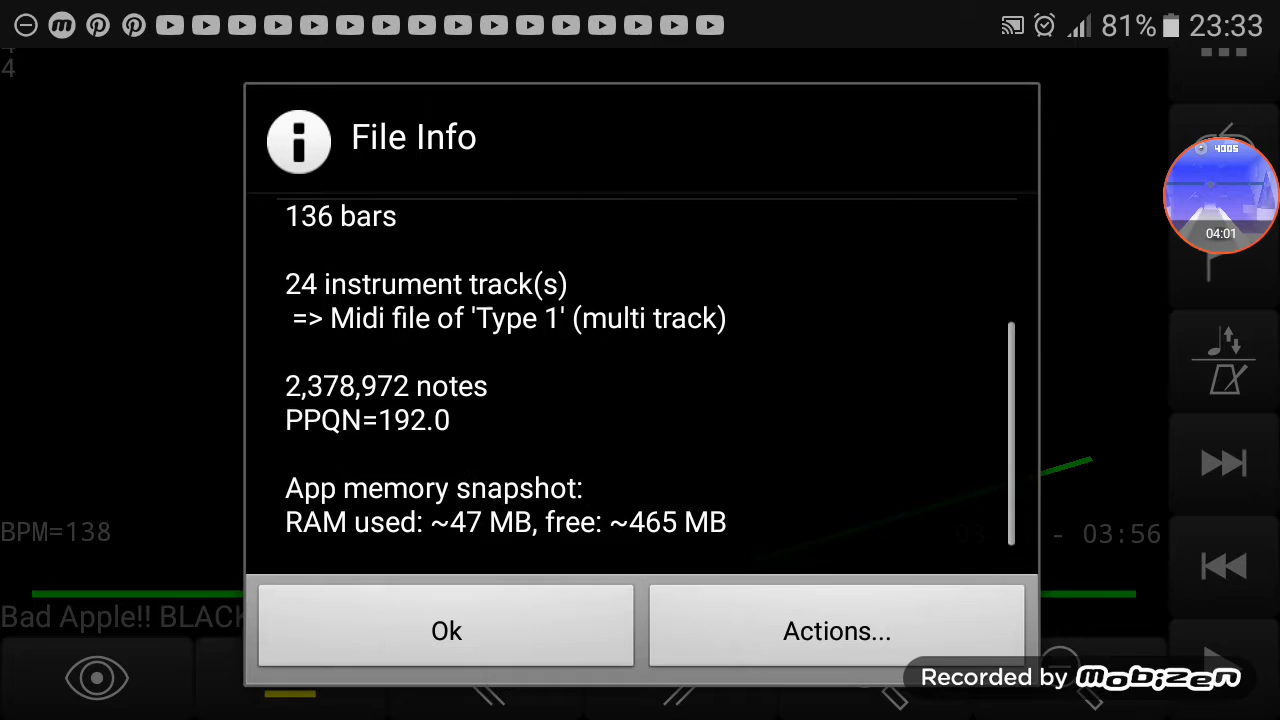 81% 23:33
4
File Info
4005
04:01
136 bars
24 instrument track(s)
=> Midi file of 'Type 1' (multi track)
2,378,972 notes
PPQN=192.0
App memory snapshot:
RAM used: ~47 MB, free: ~465 MB
BPM=138
- 03:56
Bad Apple!! BLACK
Ok
Actions...
Recorded by mobizen